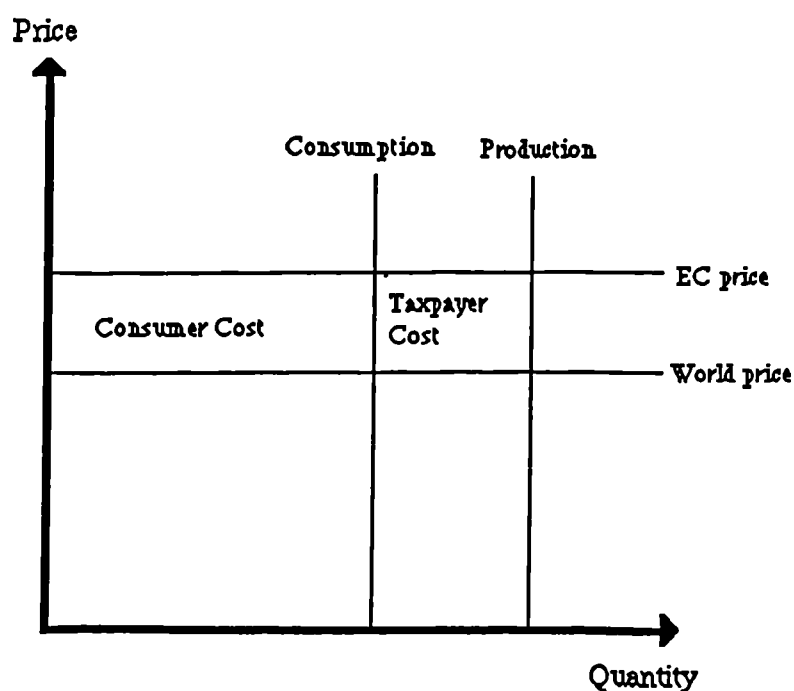 Price
Consumption
Production
EC price
Taxpayer
Cost
Consumer Cost
World price
Quantity